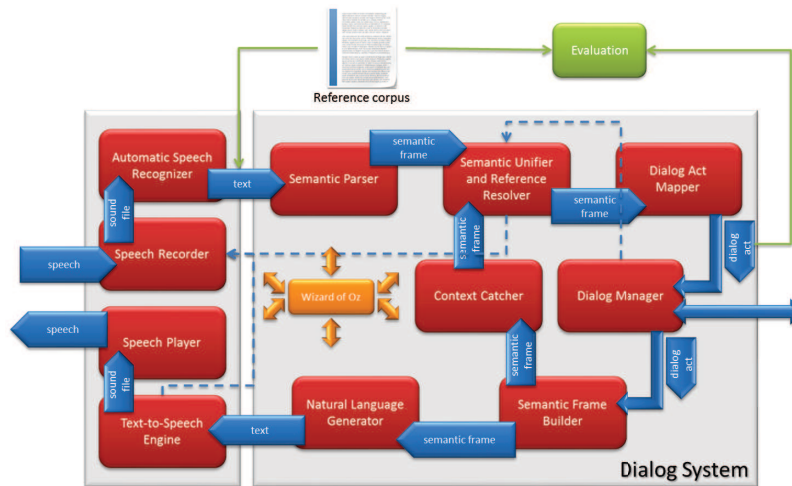 Evaluation
Reference corpus
Automatic Speech
Recognizer
text
Semantic Parser
semantic
frame
Semantic Unifier
and Reference
Resolver
semantic
frame
Dialog Act
Mapper
sound
file
speech
Speech Recorder
semantic
frame
dialog
act
Wizard of Oz
Context Catcher
Dialog Manager
speech
Speech Player
sound
file
semantic
frame
dialog
act
Text-to-Speech
Engine
text
Natural Language
Generator
semantic frame
Semantic Frame
Builder
Dialog System